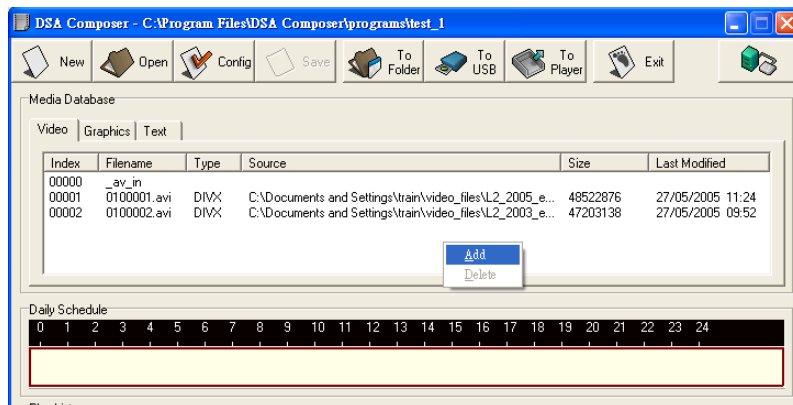 DSA Composer - C:\Program Files\DSA Composer\programs\test_1
New Open Config Save To Folder To USB To Player Exit
Media Database
Video Graphics Text
Index Filename Type Source Size Last Modified
00000 _av_in
00001 0100001.avi DIVX C:\Documents and Settings\train\video_files\L2_2005_e... 48522876 27/05/2005 11:24
00002 0100002.avi DIVX C:\Documents and Settings\train\video_files\L2_2003_e... 47203138 27/05/2005 09:52
Add
Delete
Daily Schedule
0 1 2 3 4 5 6 7 8 9 10 11 12 13 14 15 16 17 18 19 20 21 22 23 24